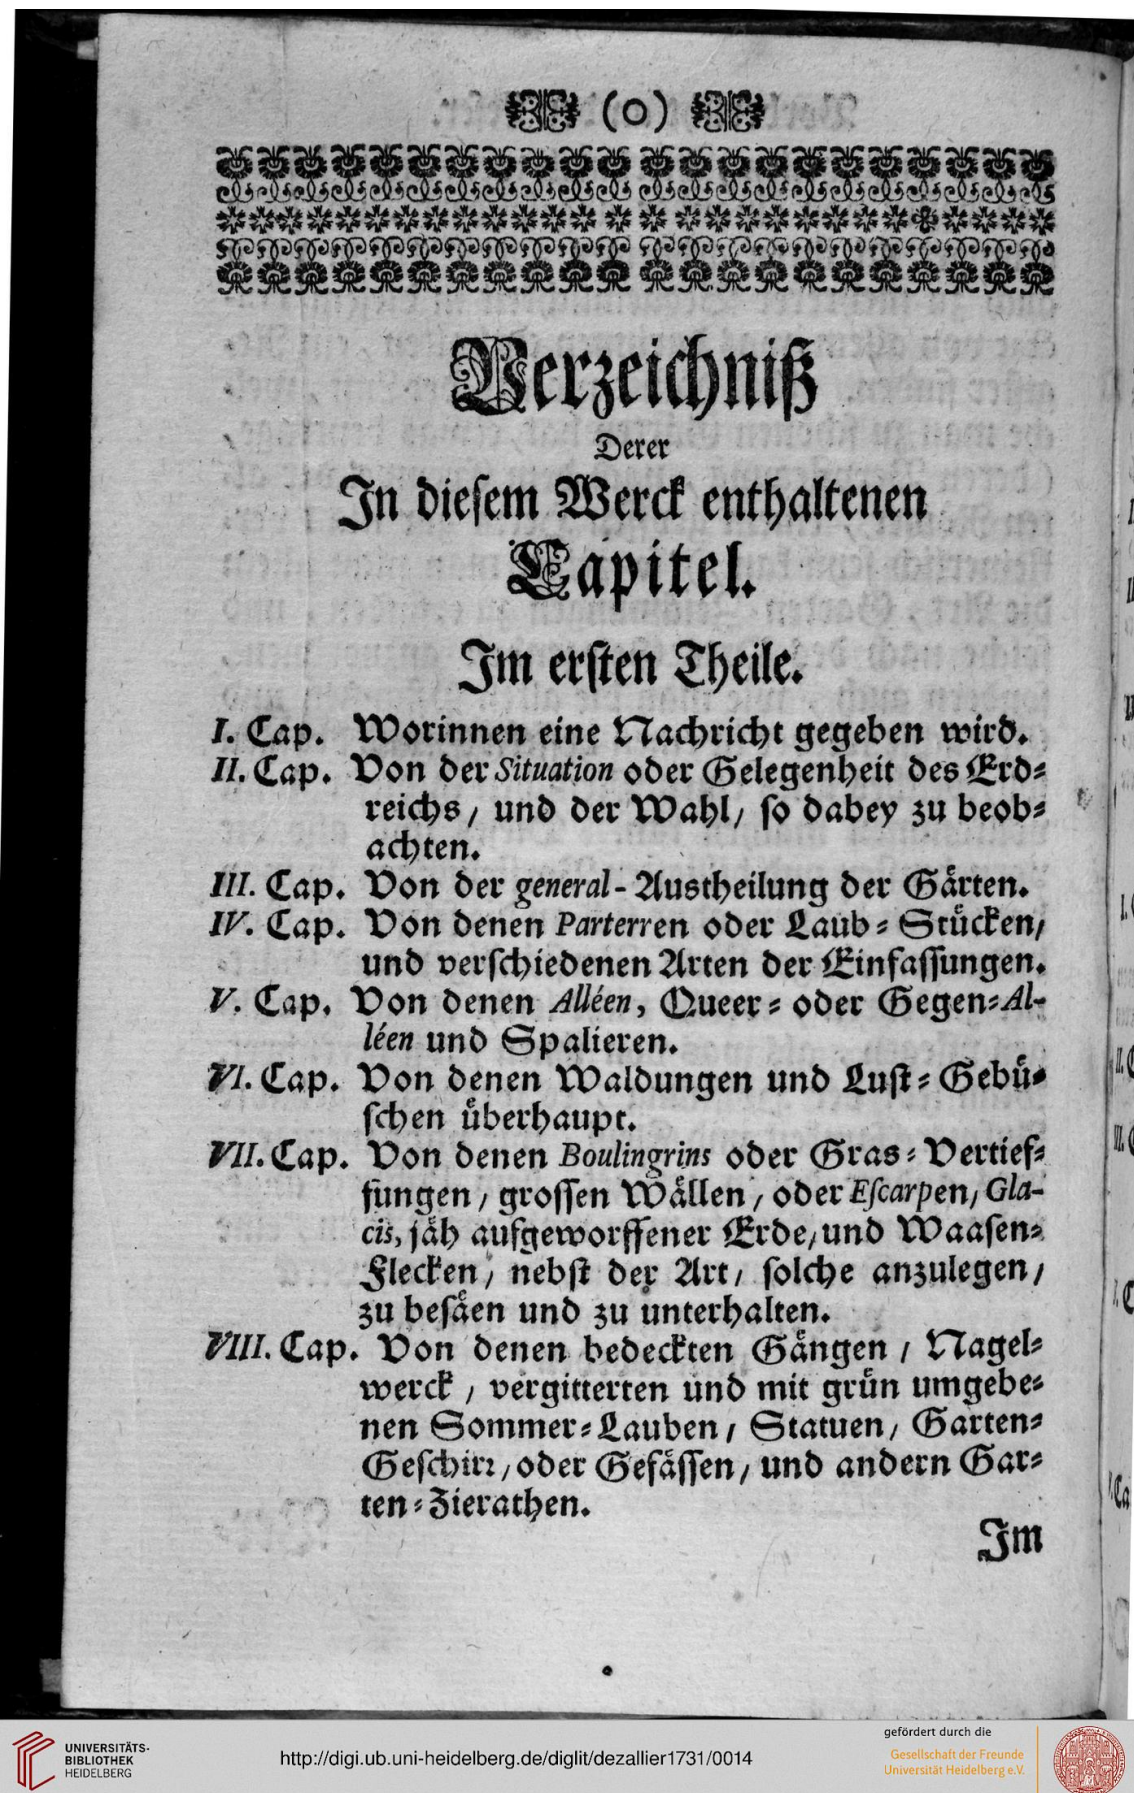 (o)
Verzeichniß
Derer
In diesem Werck enthaltenen
Capitel.
Im ersten Theile.
I. Cap. Worinnen eine Nachricht gegeben wird.
II. Cap. Von der Situation oder Gelegenheit des Erd-
reichs, und der Wahl, so dabey zu beob-
achten.
III. Cap. Von der general-Austheilung der Gärten.
IV. Cap. Von denen Parterren oder Laub-Stücken,
und verschiedenen Arten der Einfassungen.
V. Cap. Von denen Alléen, Queer- oder Gegen-Al-
léen und Spalieren.
VI. Cap. Von denen Waldungen und Lust-Gebü-
schen überhaupt.
VII. Cap. Von denen Boulingrins oder Gras-Vertief-
fungen, grossen Wällen, oder Escarpen, Gla-
cis, jäh aufgeworffener Erde, und Waasen-
Flecken, nebst der Art, solche anzulegen,
zu besäen und zu unterhalten.
VIII. Cap. Von denen bedeckten Gängen, Nagel-
werck, vergitterten und mit grün umgebe-
nen Sommer-Lauben, Statuen, Garten-
Geschirr, oder Gefässen, und andern Gar-
ten-Zierathen.
Im
UNIVERSITÄTS-
BIBLIOTHEK
HEIDELBERG
http://digi.ub.uni-heidelberg.de/diglit/dezallier1731/0014
gefördert durch die
Gesellschaft der Freunde
Universität Heidelberg e.V.